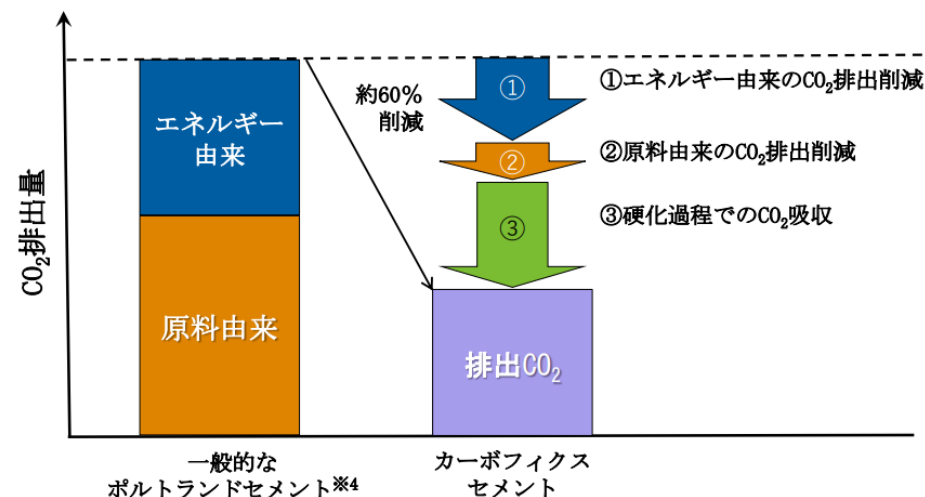 CO₂排出量
エネルギー
由来
原料由来
約60%
削減
①
②
③
①エネルギー由来のCO₂排出削減
②原料由来のCO₂排出削減
③硬化過程でのCO₂吸収
排出CO₂
一般的な
ポルトランドセメント※4
カーボフィクス
セメント